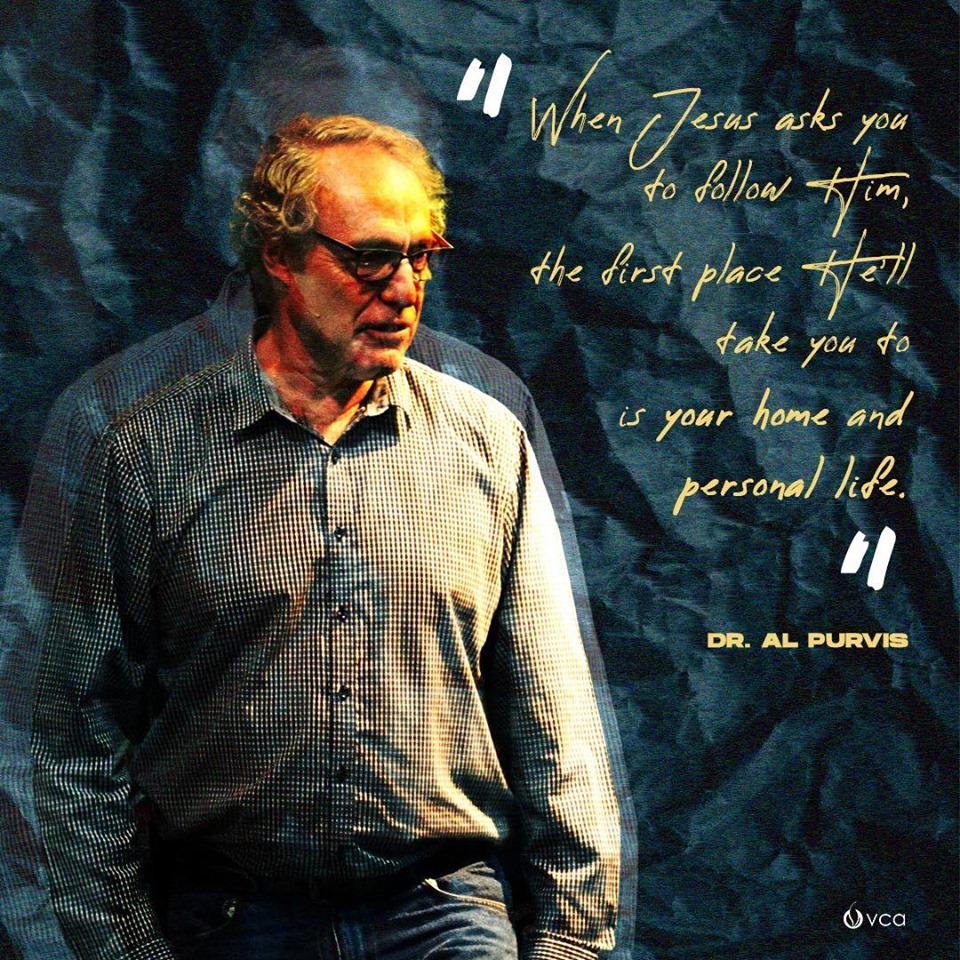 "When Jesus asks you
to follow Him,
the first place He'll
take you to
is your home and
personal life."
DR. AL PURVIS
vca